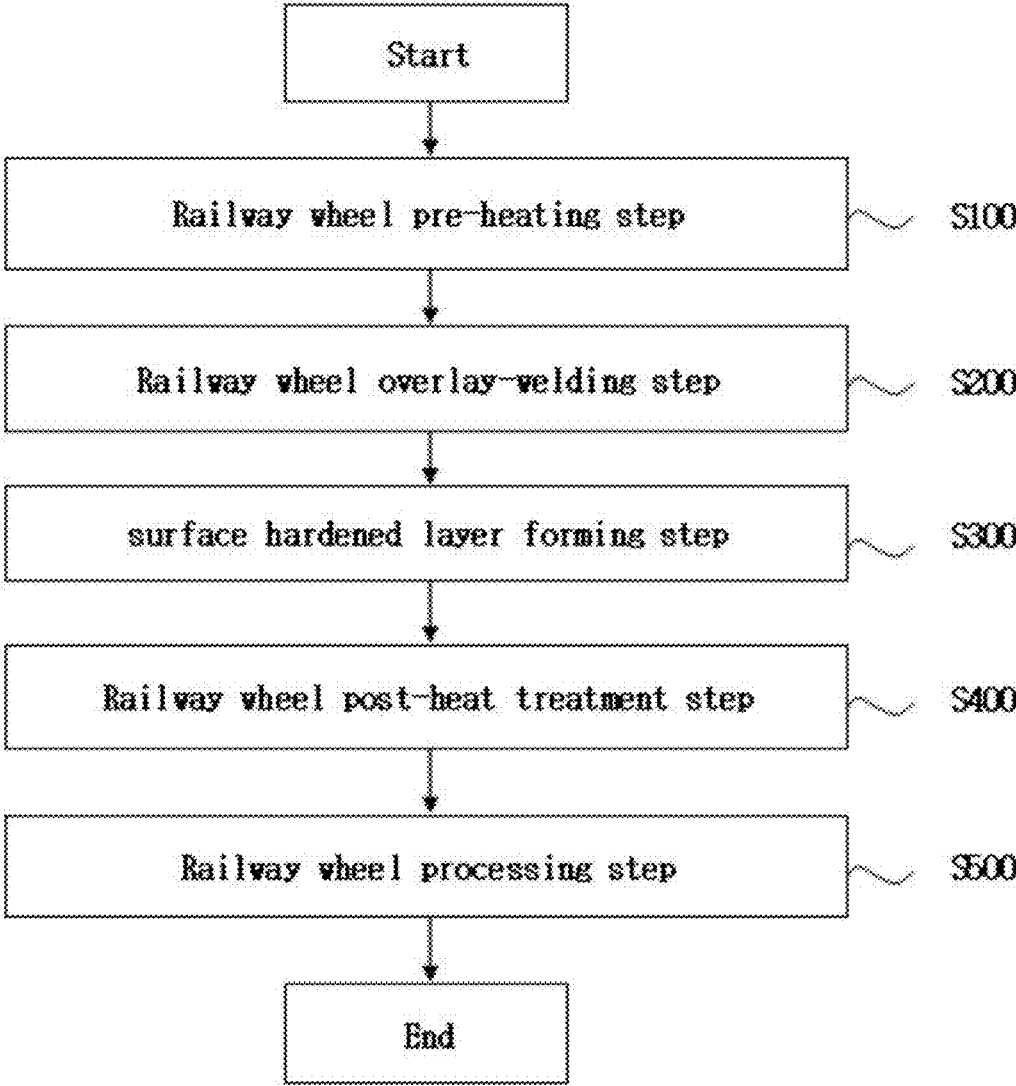 Start
Railway wheel pre-heating step S100
Railway wheel overlay-welding step S200
surface hardened layer forming step S300
Railway wheel post-heat treatment step S400
Railway wheel processing step S500
End